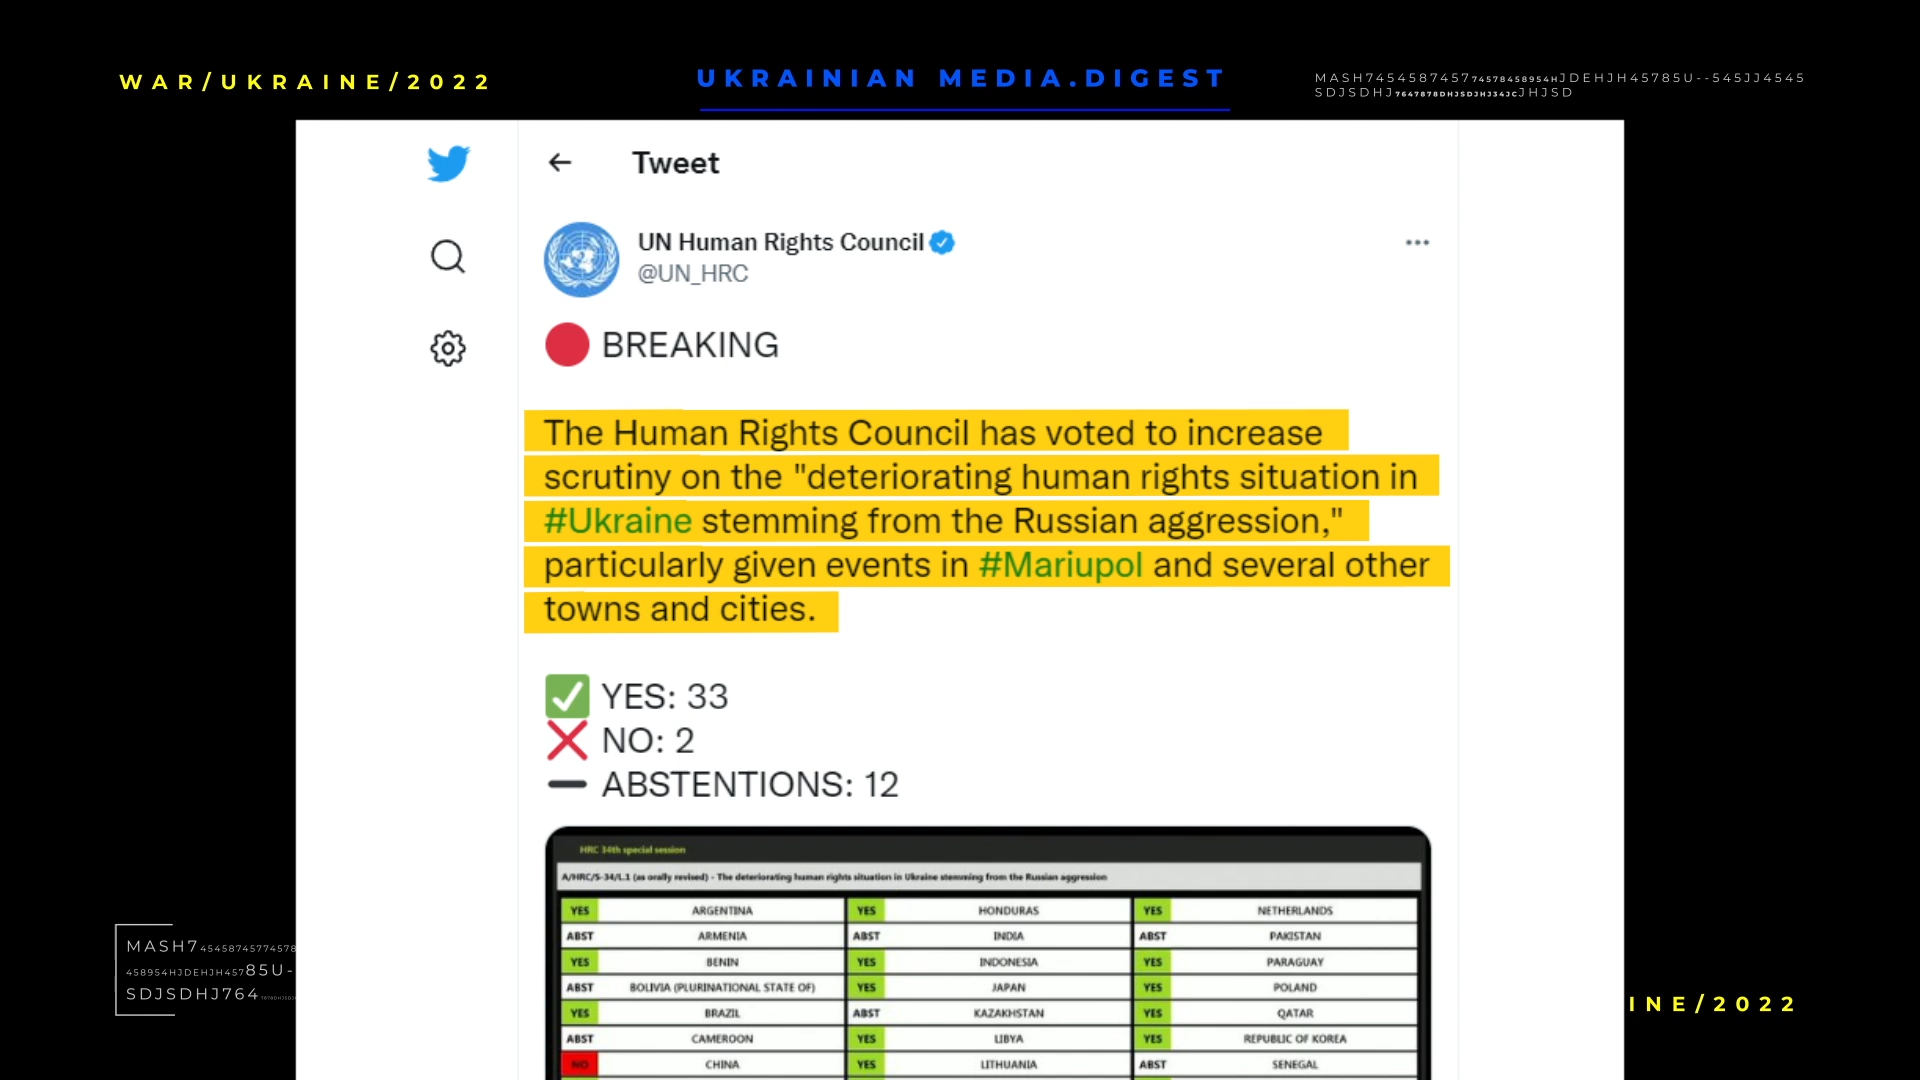 WAR/UKRAINE/2022
UKRAINIAN MEDIA.DIGEST
MASH745458745774578458954HJDEHJH45785U--545JJ4545
SDJSDHJ7647878DHJSDJHJ34JCJHJSD
Tweet
UN Human Rights Council
@UN_HRC
BREAKING
The Human Rights Council has voted to increase
scrutiny on the "deteriorating human rights situation in
#Ukraine stemming from the Russian aggression,"
particularly given events in #Mariupol and several other
towns and cities.
YES: 33
NO: 2
ABSTENTIONS: 12
HRC 34th special session
A/HRC/S-34/L.1 (as orally revised) - The deteriorating human rights situation in Ukraine stemming from the Russian aggression
YES ARGENTINA YES HONDURAS YES NETHERLANDS
ABST ARMENIA ABST INDIA ABST PAKISTAN
YES BENIN YES INDONESIA YES PARAGUAY
ABST BOLIVIA (PLURINATIONAL STATE OF) YES JAPAN YES POLAND
YES BRAZIL ABST KAZAKHSTAN YES QATAR
ABST CAMEROON YES LIBYA YES REPUBLIC OF KOREA
NO CHINA YES LITHUANIA ABST SENEGAL
MASH745458745774578
458954HJDEHJH45785U-
SDJSDHJ764
INE/2022